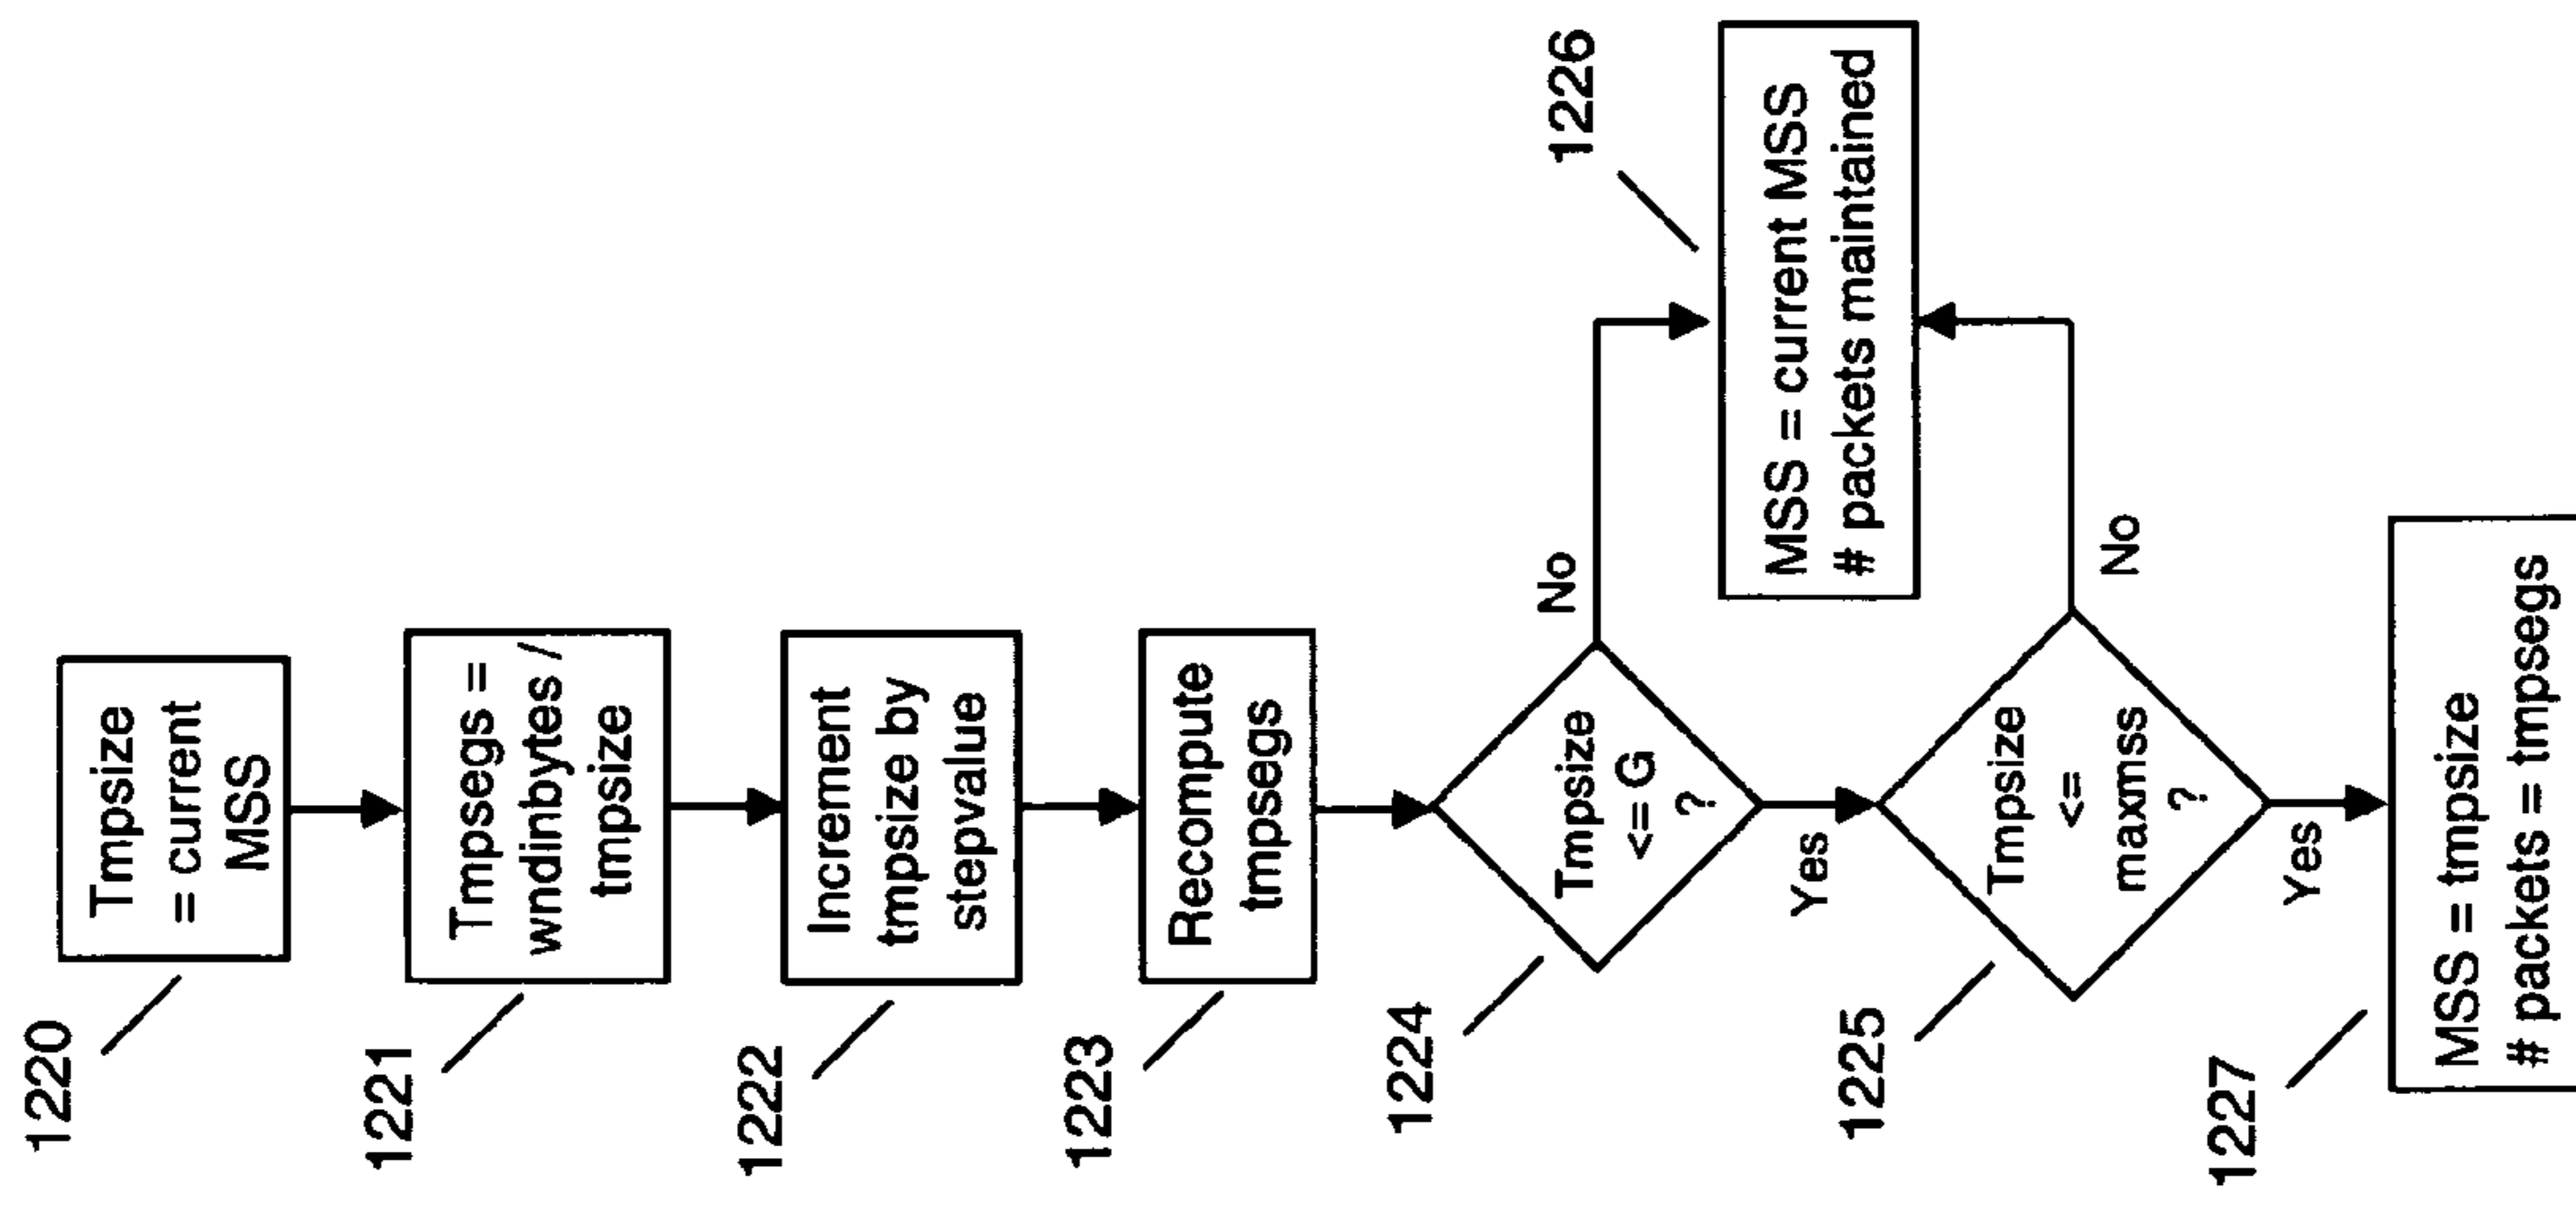 1220
Tmpsize
= current
MSS
1221
Tmpsegs =
wndinbytes /
tmpsize
1222
Increment
tmpsize by
stepvalue
1223
Recompute
tmpsegs
1224
Tmpsize
<= G
?
No
Yes
1226
MSS = current MSS
# packets maintained
1225
Tmpsize
<=
maxmss
?
No
Yes
1227
MSS = tmpsize
# packets = tmpsegs